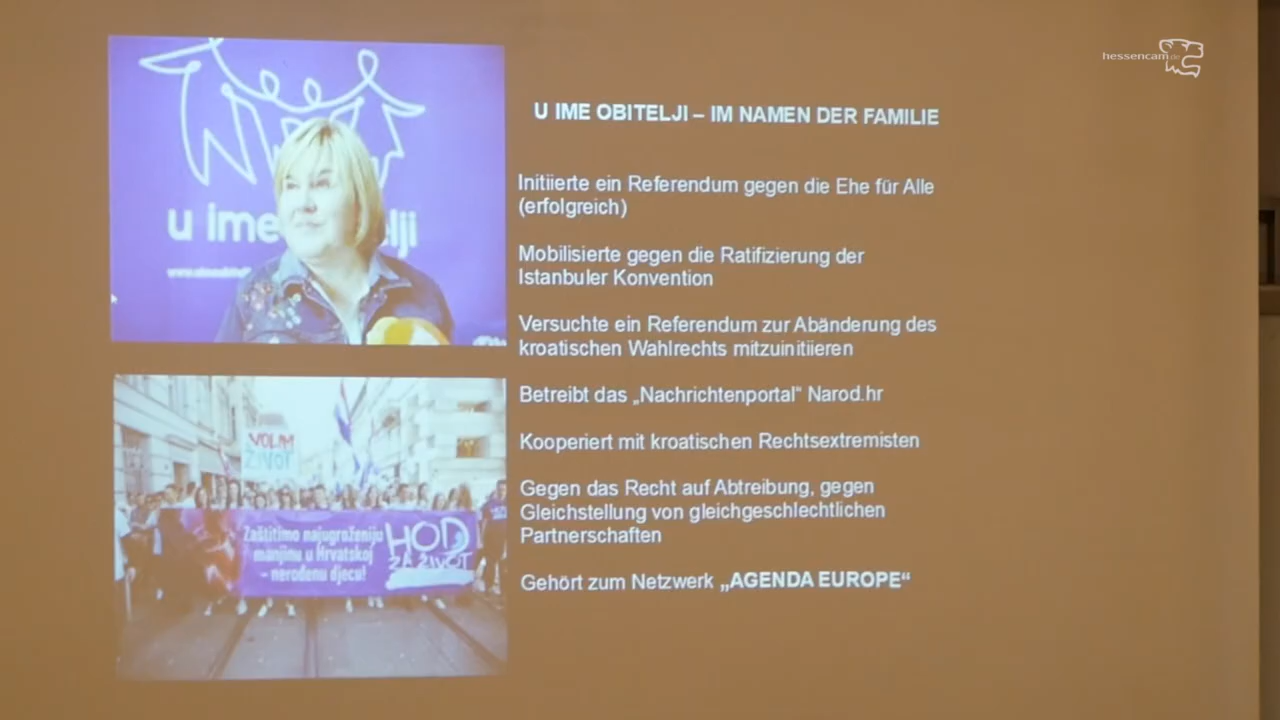 hessencam.de
u ime
elji
U IME OBITELJI – IM NAMEN DER FAMILIE
Initiierte ein Referendum gegen die Ehe für Alle
(erfolgreich)
Mobilisierte gegen die Ratifizierung der
Istanbuler Konvention
Versuchte ein Referendum zur Abänderung des
kroatischen Wahlrechts mitzuinitiieren
Betreibt das „Nachrichtenportal“ Narod.hr
Kooperiert mit kroatischen Rechtsextremisten
Gegen das Recht auf Abtreibung, gegen
Gleichstellung von gleichgeschlechtlichen
Partnerschaften
Gehört zum Netzwerk „AGENDA EUROPE“
VOLIM
ŽIVOT
Zaštitimo najugroženiju
manjinu u Hrvatskoj
- nerođenu djecu!
HOD
ZA ŽIVOT